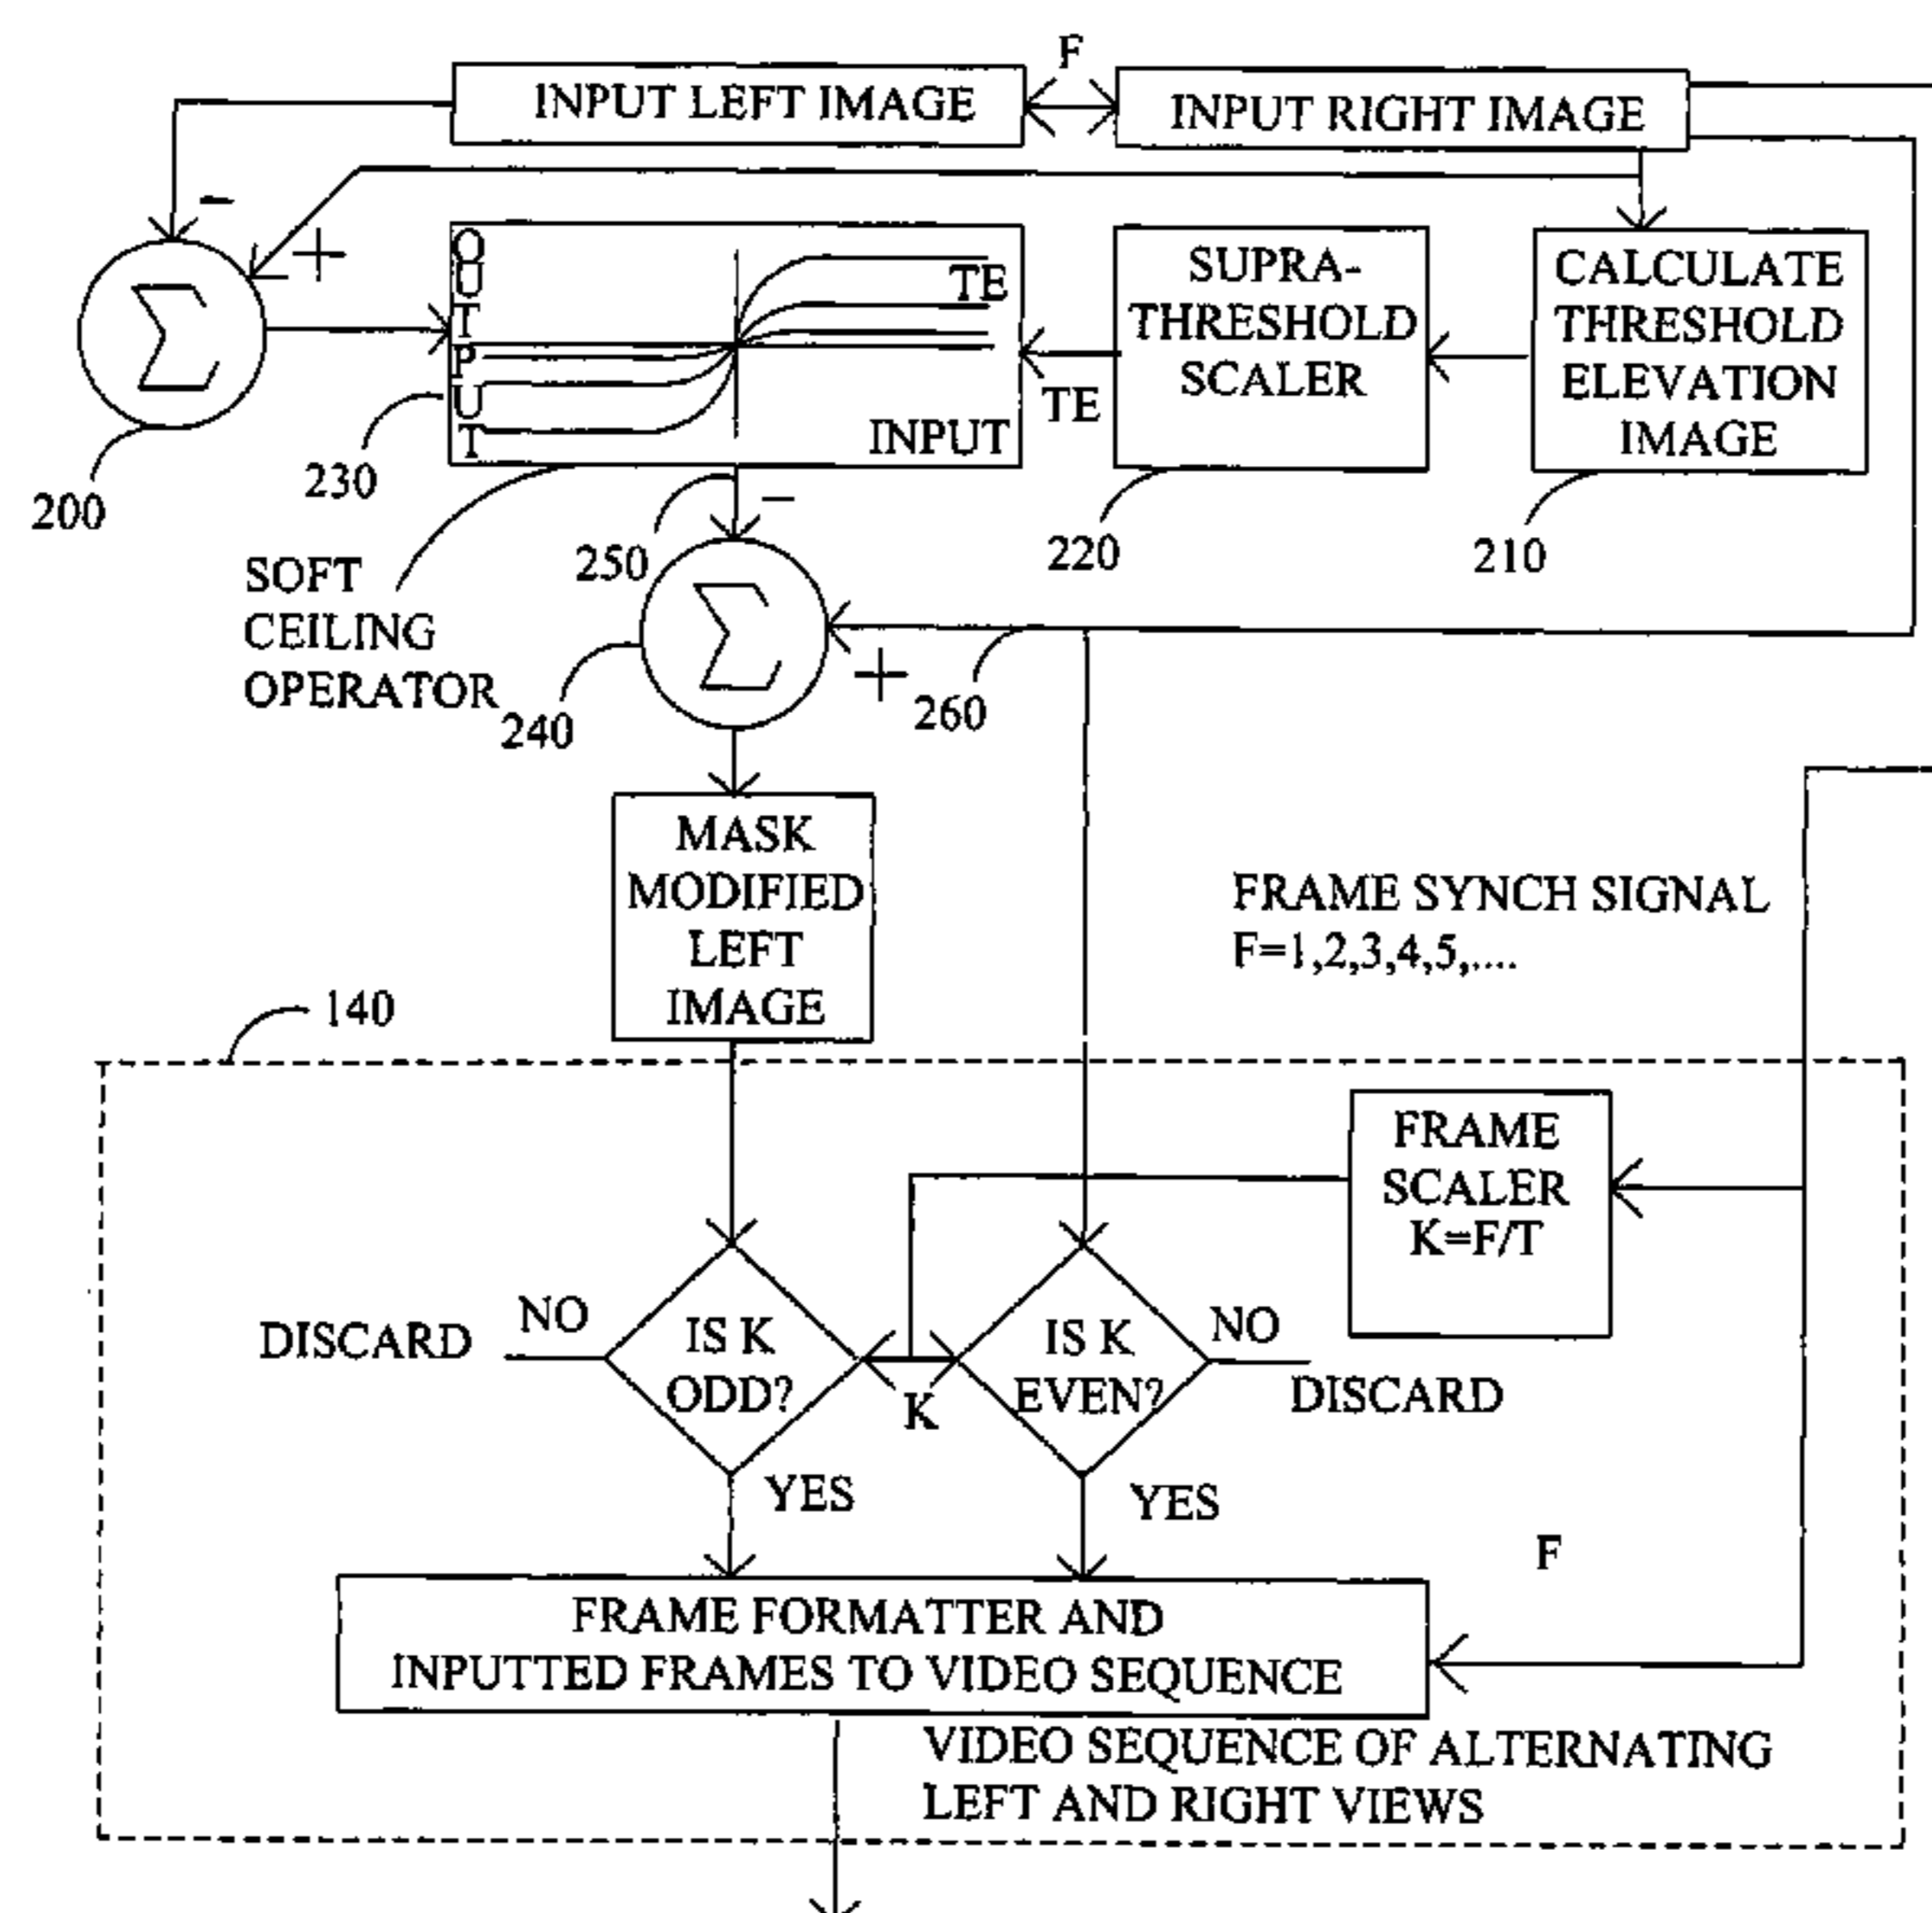 F
INPUT LEFT IMAGE
INPUT RIGHT IMAGE
-
+
Σ
200
OUTPUT
TE
INPUT
230
TE
SUPRA-
THRESHOLD
SCALER
220
CALCULATE
THRESHOLD
ELEVATION
IMAGE
210
SOFT
CEILING
OPERATOR
250
-
Σ
240
+
260
MASK
MODIFIED
LEFT
IMAGE
FRAME SYNCH SIGNAL
F=1,2,3,4,5,....
140
FRAME
SCALER
K=F/T
DISCARD
NO
IS K
ODD?
K
IS K
EVEN?
NO
DISCARD
YES
YES
F
FRAME FORMATTER AND
INPUTTED FRAMES TO VIDEO SEQUENCE
VIDEO SEQUENCE OF ALTERNATING
LEFT AND RIGHT VIEWS